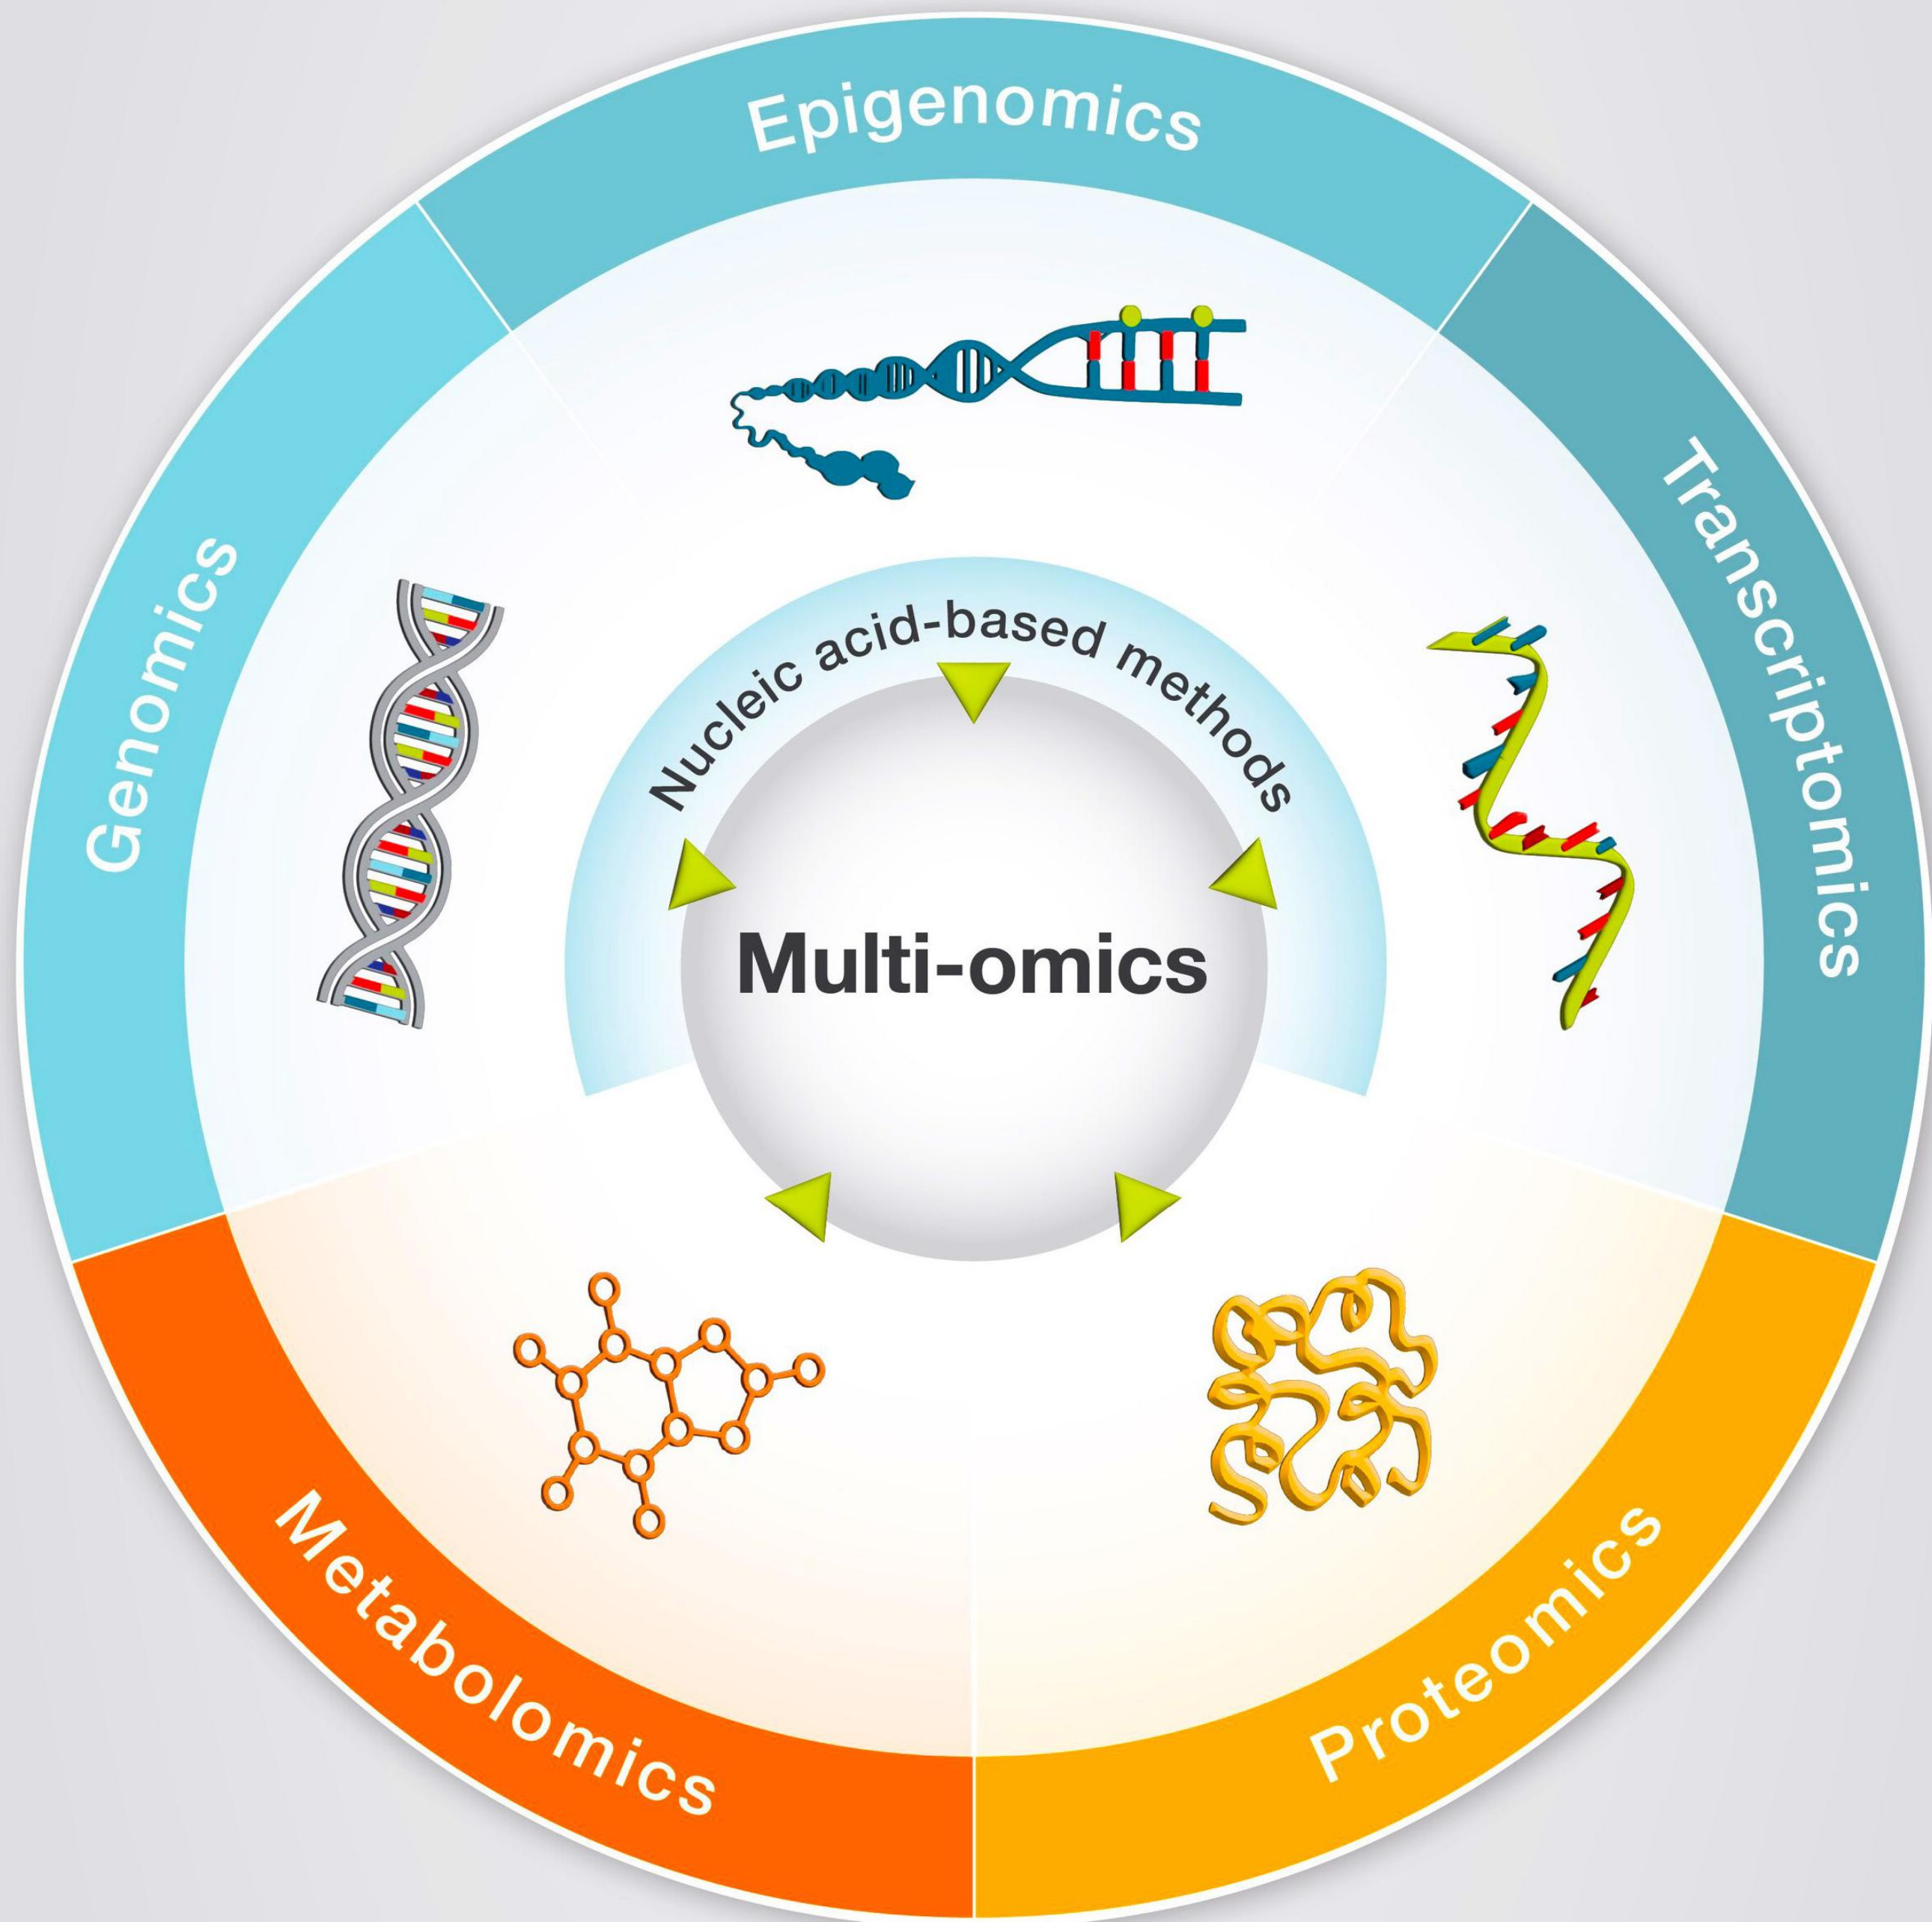 Epigenomics
Genomics
Transcriptomics
Nucleic acid-based methods
Multi-omics
Metabolomics
Proteomics